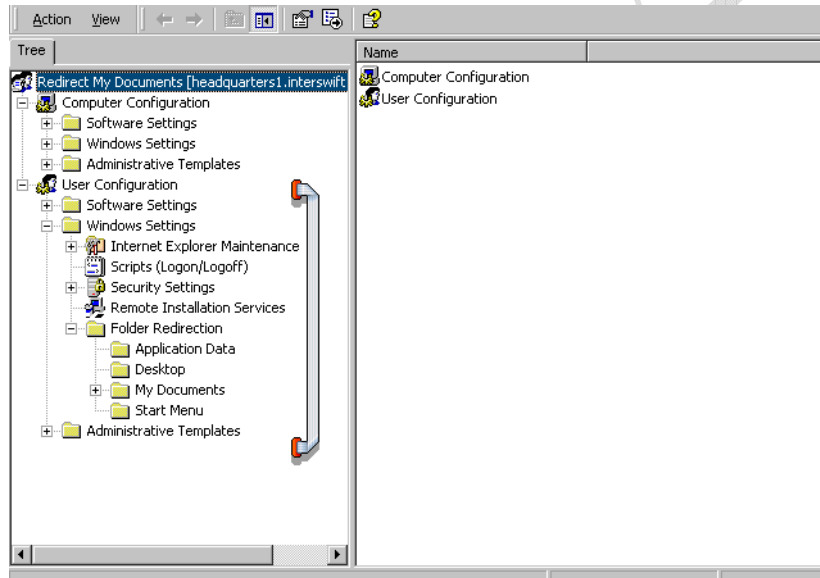 Action View
Tree
Name
Redirect My Documents [headquarters1.interswift
Computer Configuration
Software Settings
Windows Settings
Administrative Templates
User Configuration
Software Settings
Windows Settings
Internet Explorer Maintenance
Scripts (Logon/Logoff)
Security Settings
Remote Installation Services
Folder Redirection
Application Data
Desktop
My Documents
Start Menu
Administrative Templates
Computer Configuration
User Configuration